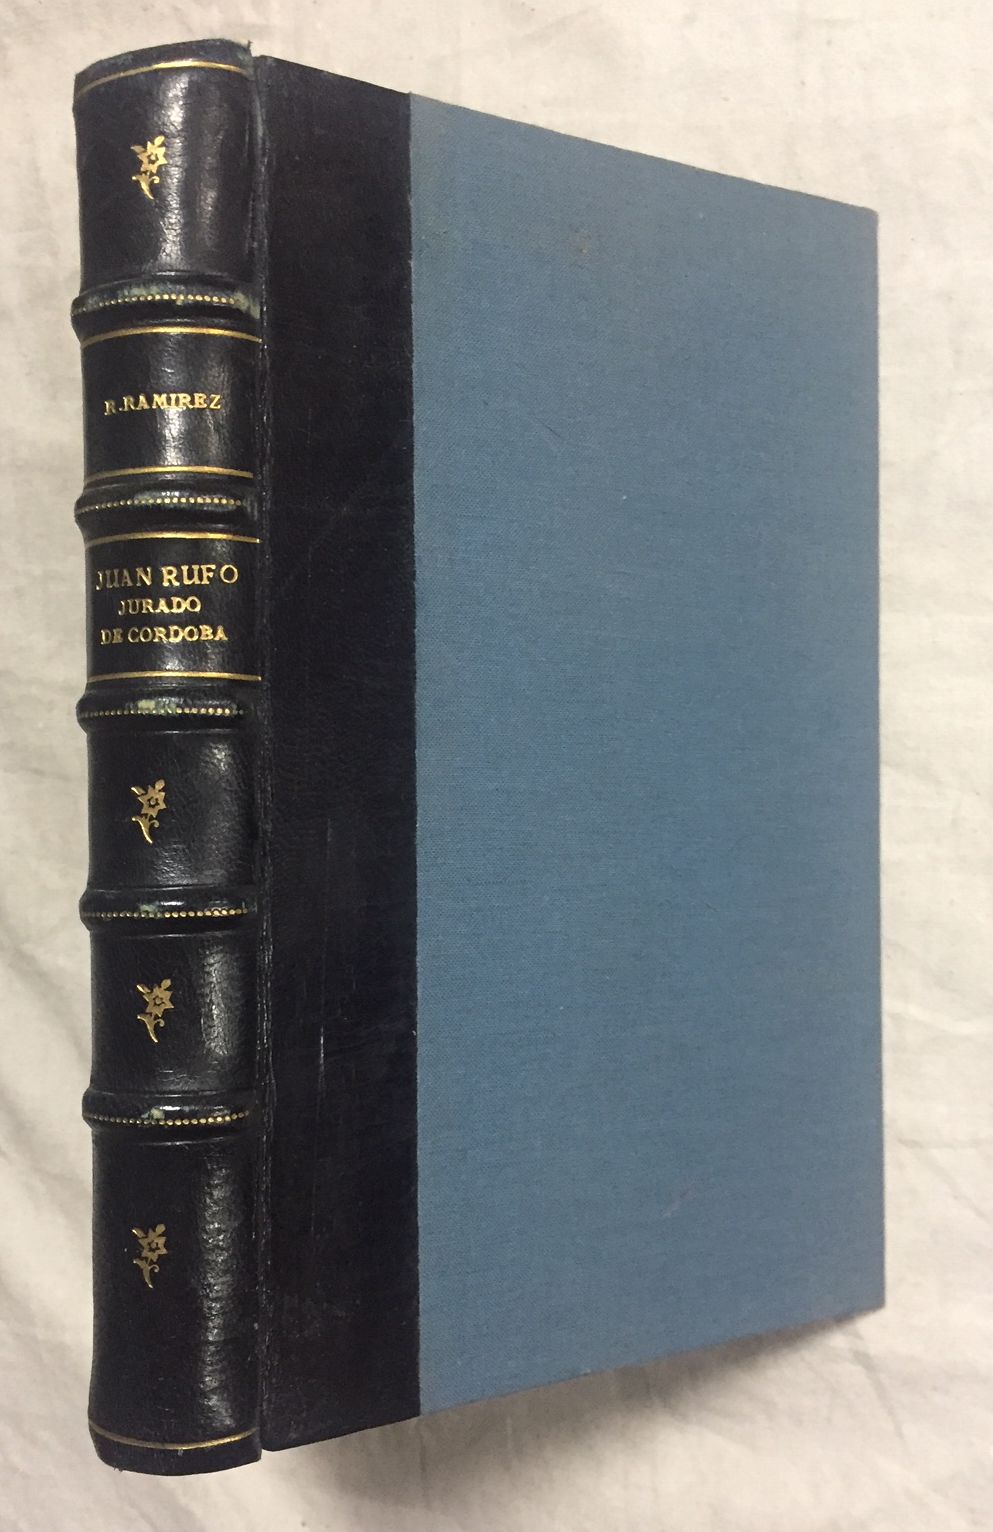 R. RAMIREZ
JUAN RUFO
JURADO
DE CORDOBA